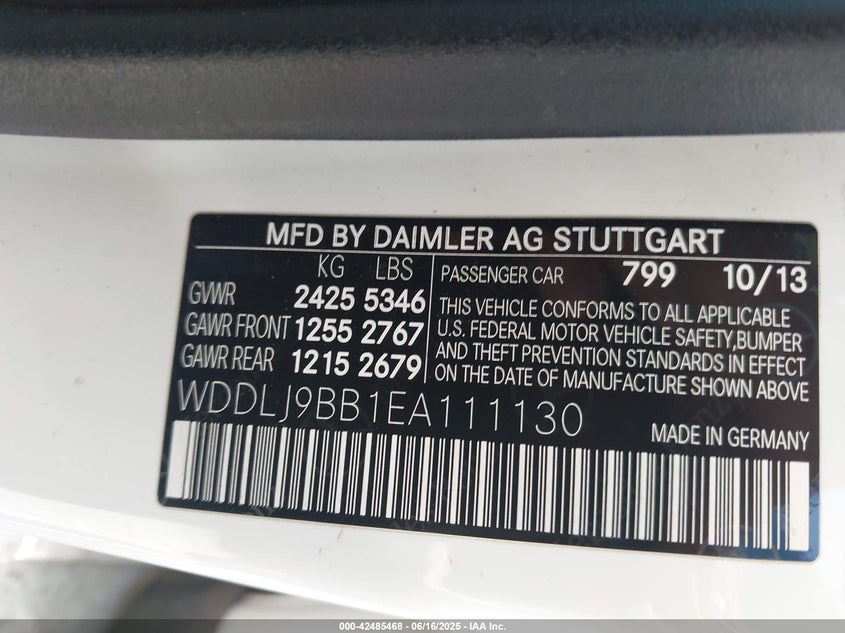 MFD BY DAIMLER AG STUTTGART
KG LBS
GVWR 2425 5346
GAWR FRONT 1255 2767
GAWR REAR 1215 2679
PASSENGER CAR 799 10/13
THIS VEHICLE CONFORMS TO ALL APPLICABLE
U.S. FEDERAL MOTOR VEHICLE SAFETY,BUMPER
AND THEFT PREVENTION STANDARDS IN EFFECT
ON THE DATE OF MANUFACTURE SHOWN ABOVE
WDDLJ9BB1EA111130
MADE IN GERMANY
000-42485468 - 06/16/2025 - IAA Inc.